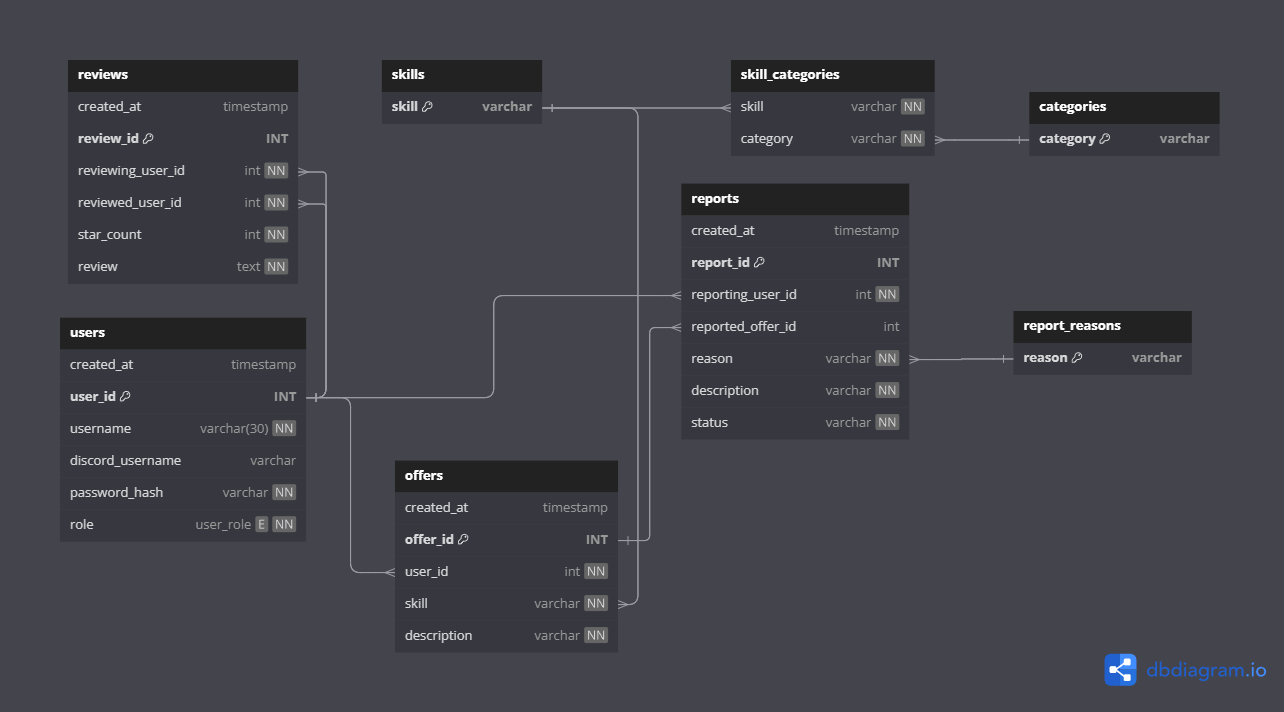 reviews
created_at timestamp
review_id INT
reviewing_user_id int NN
reviewed_user_id int NN
star_count int NN
review text NN
skills
skill varchar
skill_categories
skill varchar NN
category varchar NN
categories
category varchar
users
created_at timestamp
user_id INT
username varchar(30) NN
discord_username varchar
password_hash varchar NN
role user_role E NN
reports
created_at timestamp
report_id INT
reporting_user_id int NN
reported_offer_id int
reason varchar NN
description varchar NN
status varchar NN
report_reasons
reason varchar
offers
created_at timestamp
offer_id INT
user_id int NN
skill varchar NN
description varchar NN
dbdiagram.io